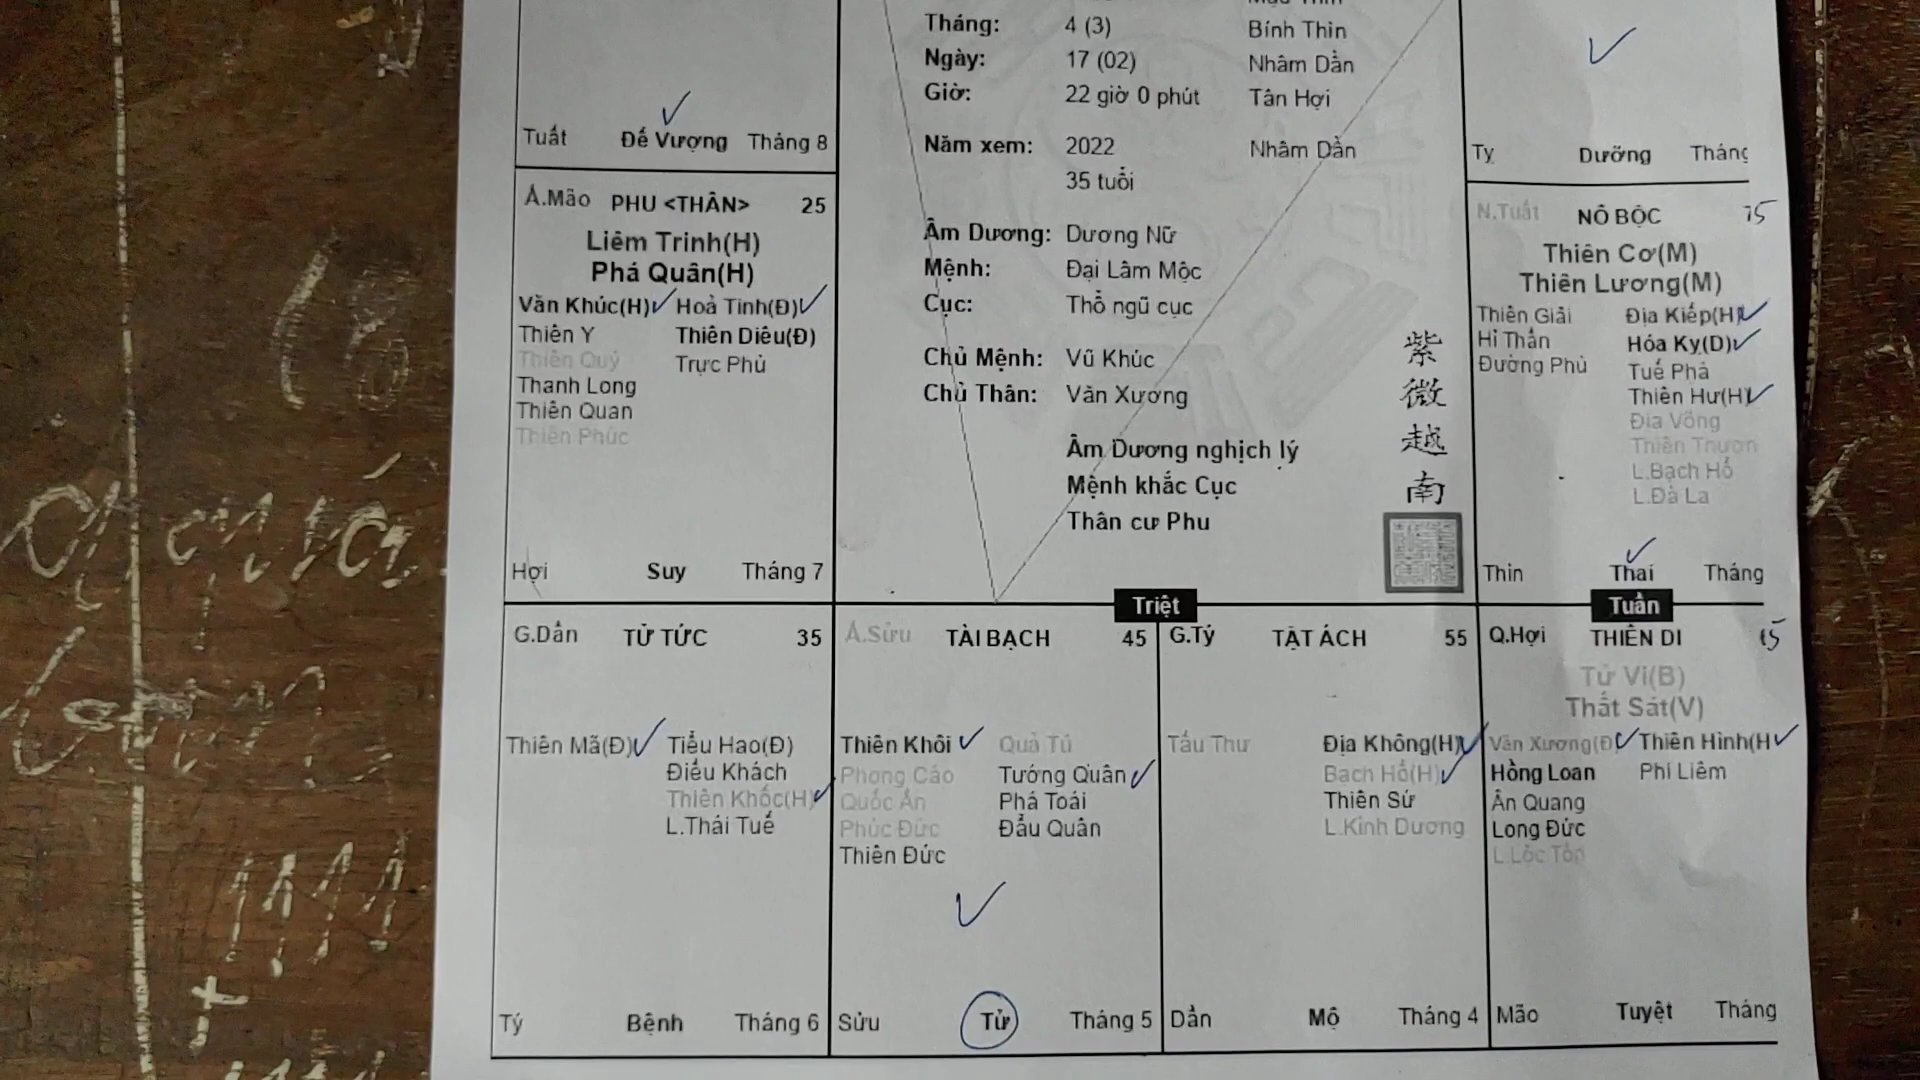 Tháng: 4 (3) Bính Thìn
Ngày: 17 (02) Nhâm Dần
Giờ: 22 giờ 0 phút Tân Hợi
Năm xem: 2022 Nhâm Dần
35 tuổi
Âm Dương: Dương Nữ
Mệnh: Đại Lâm Mộc
Cục: Thổ ngũ cục
Chủ Mệnh: Vũ Khúc
Chủ Thân: Văn Xương
Âm Dương nghịch lý
Mệnh khắc Cục
Thân cư Phu
紫
微
越
南
Tuất Đế Vượng Tháng 8
Tỵ Dưỡng Tháng
Ấ.Mão PHU <THÂN> 25
Liêm Trinh(H)
Phá Quân(H)
Văn Khúc(H) Hoả Tinh(Đ)
Thiên Y Thiên Diêu(Đ)
Thiên Quý Trực Phù
Thanh Long
Thiên Quan
Thiên Phúc
Hợi Suy Tháng 7
N.Tuất NÔ BỘC 75
Thiên Cơ(M)
Thiên Lương(M)
Thiên Giải Địa Kiếp(H)
Hỉ Thần Hóa Kỵ(D)
Đường Phù Tuế Phá
Thiên Hư(H)
Địa Võng
L.Bạch Hổ
L.Đà La
Thìn Thai Tháng
Triệt
Tuần
G.Dần TỬ TỨC 35
Thiên Mã(Đ) Tiểu Hao(Đ)
Điếu Khách
Thiên Khốc(H)
L.Thái Tuế
Tý Bệnh Tháng 6
Ấ.Sửu TÀI BẠCH 45
Thiên Khôi Quả Tú
Phong Cáo Tướng Quân
Quốc Ấn Phá Toái
Phúc Đức Đẩu Quân
Thiên Đức
Sửu Tử Tháng 5
G.Tý TẬT ÁCH 55
Tấu Thư Địa Không(H)
Bạch Hổ(H)
Thiên Sứ
L.Kình Dương
Dần Mộ Tháng 4
Q.Hợi THIÊN DI 65
Tử Vi(B)
Thất Sát(V)
Văn Xương(Đ) Thiên Hình(H
Hồng Loan Phi Liêm
Ân Quang
Long Đức
L.Lộc Tồn
Mão Tuyệt Tháng